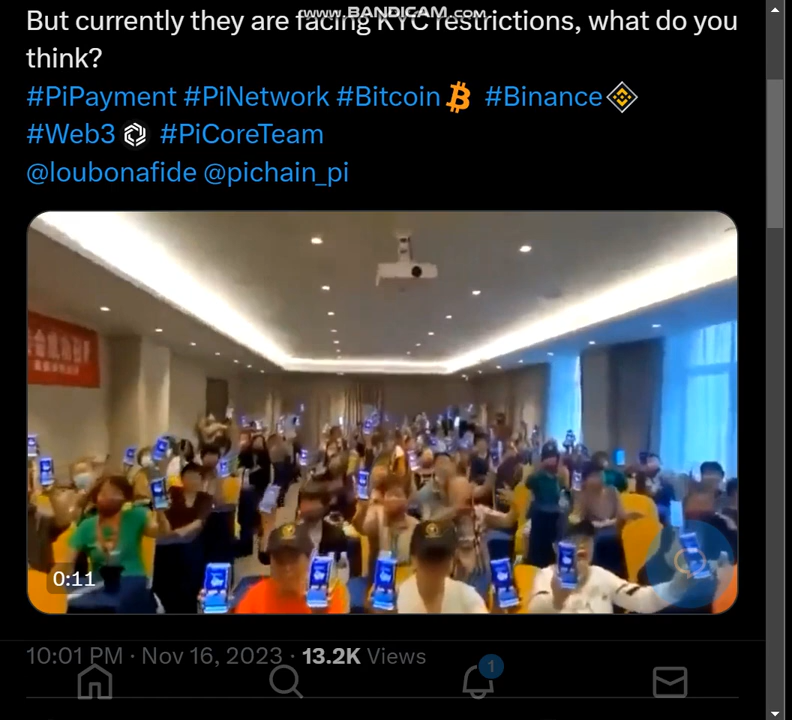 www.BANDICAM.com
But currently they are facing KYC restrictions, what do you
think?
#PiPayment #PiNetwork #Bitcoin #Binance
#Web3 #PiCoreTeam
@loubonafide @pichain_pi
0:11
10:01 PM · Nov 16, 2023 · 13.2K Views
1